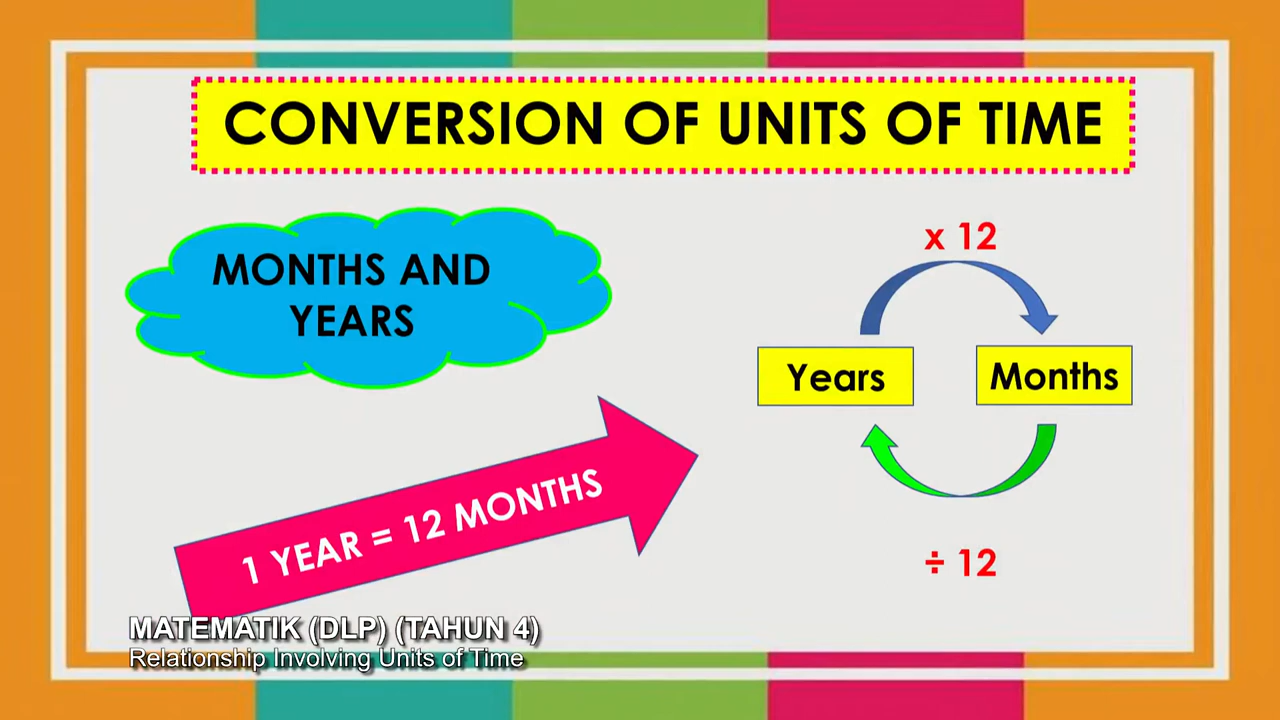 CONVERSION OF UNITS OF TIME
MONTHS AND
YEARS
x 12
Years
Months
1 YEAR = 12 MONTHS
÷ 12
MATEMATIK (DLP) (TAHUN 4)
Relationship Involving Units of Time